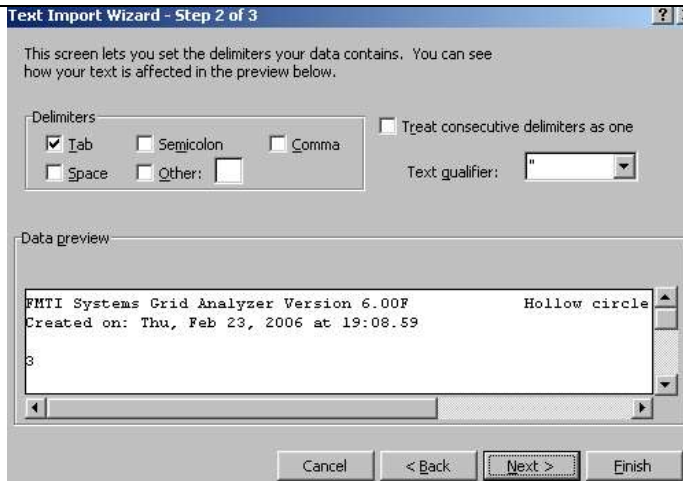 Text Import Wizard - Step 2 of 3
This screen lets you set the delimiters your data contains. You can see
how your text is affected in the preview below.
Delimiters
Tab Semicolon Comma
Space Other:
Treat consecutive delimiters as one
Text qualifier: "
Data preview
FMTI Systems Grid Analyzer Version 6.00F Hollow circle
Created on: Thu, Feb 23, 2006 at 19:08.59
3
Cancel < Back Next > Finish